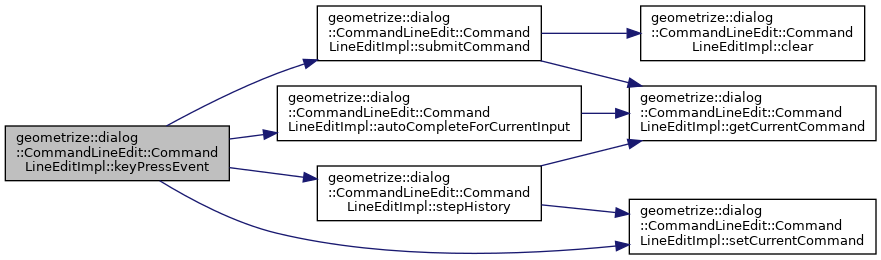 geometrize::dialog
::CommandLineEdit::Command
LineEditImpl::keyPressEvent
geometrize::dialog
::CommandLineEdit::Command
LineEditImpl::submitCommand
geometrize::dialog
::CommandLineEdit::Command
LineEditImpl::clear
geometrize::dialog
::CommandLineEdit::Command
LineEditImpl::autoCompleteForCurrentInput
geometrize::dialog
::CommandLineEdit::Command
LineEditImpl::getCurrentCommand
geometrize::dialog
::CommandLineEdit::Command
LineEditImpl::stepHistory
geometrize::dialog
::CommandLineEdit::Command
LineEditImpl::setCurrentCommand